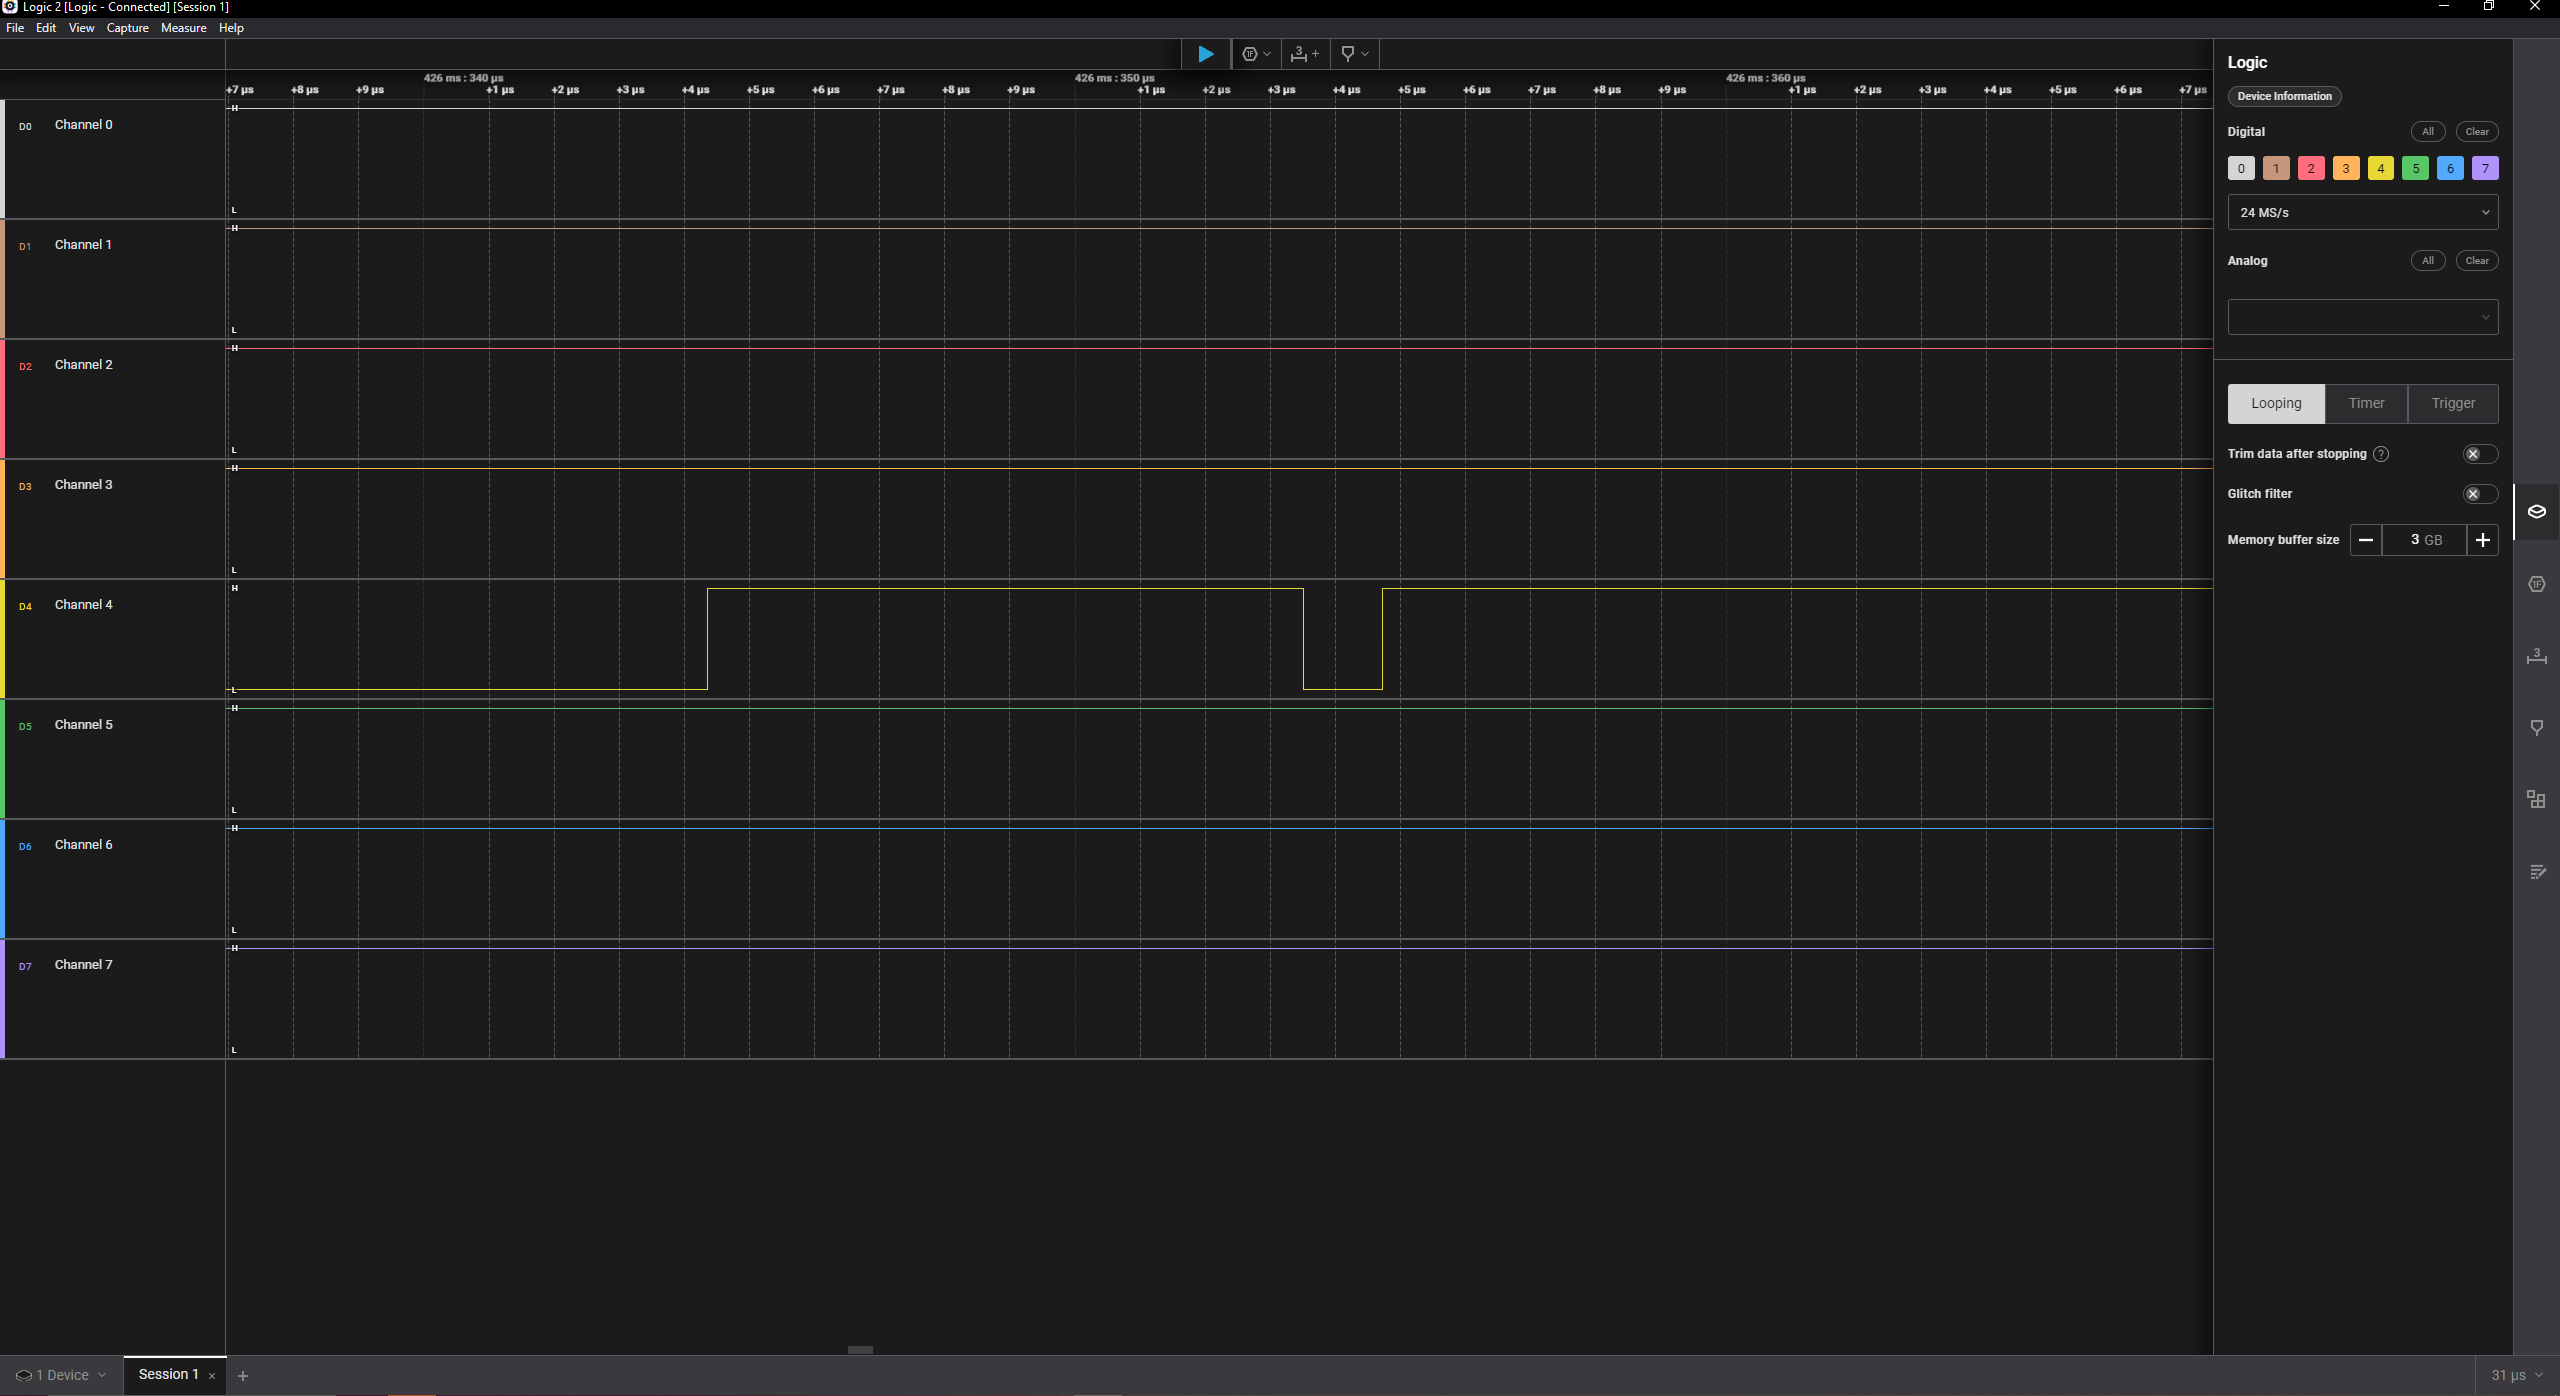 Logic 2 [Logic - Connected] [Session 1]
File Edit View Capture Measure Help
426 ms : 340 µs 426 ms : 350 µs 426 ms : 360 µs
+7 µs +8 µs +9 µs +1 µs +2 µs +3 µs +4 µs +5 µs +6 µs +7 µs +8 µs +9 µs +1 µs +2 µs +3 µs +4 µs +5 µs +6 µs +7 µs +8 µs +9 µs +1 µs +2 µs +3 µs +4 µs +5 µs +6 µs +7 µs
H
D0 Channel 0
L
H
D1 Channel 1
L
H
D2 Channel 2
L
H
D3 Channel 3
L
H
D4 Channel 4
L
H
D5 Channel 5
L
H
D6 Channel 6
L
H
D7 Channel 7
L
Logic
Device Information
Digital All Clear
0 1 2 3 4 5 6 7
24 MS/s
Analog All Clear
Looping Timer Trigger
Trim data after stopping ?
Glitch filter
Memory buffer size 3 GB
1 Device Session 1 31 µs